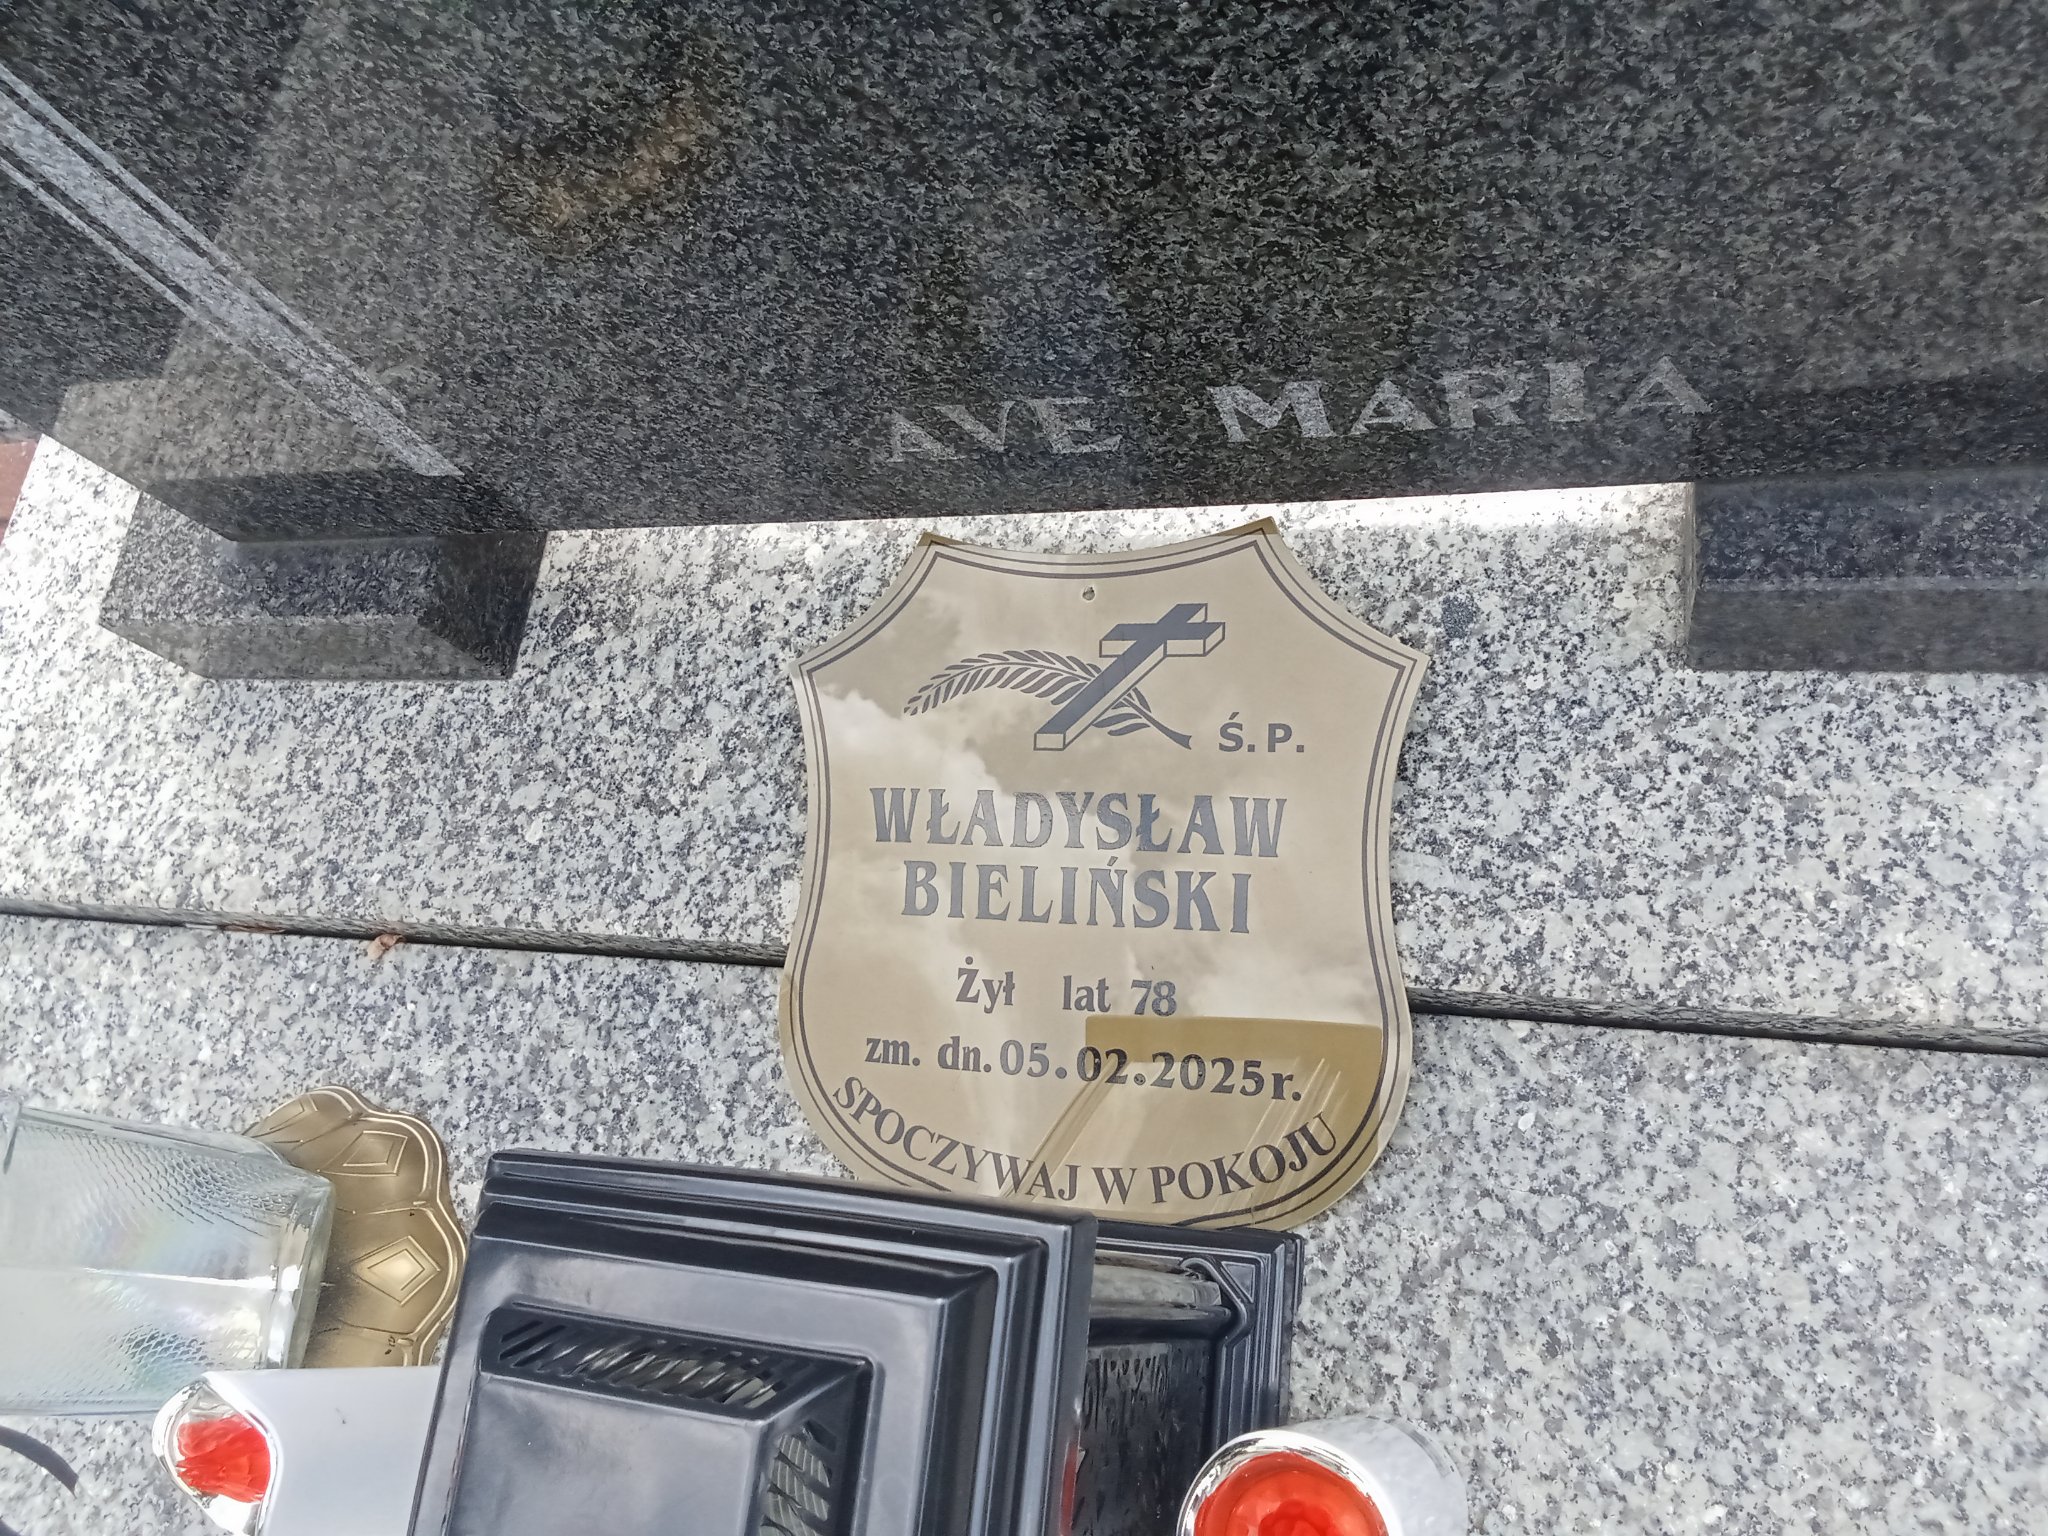 AVE MARIA
Ś.P.
WŁADYSŁAW
BIELIŃSKI
Żył lat 78
zm. dn. 05.02.2025r.
SPOCZYWAJ W POKOJU